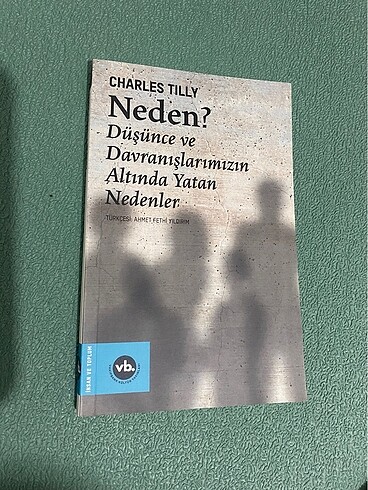 CHARLES TILLY
Neden?
Düşünce ve
Davranışlarımızın
Altında Yatan
Nedenler
TÜRKÇESİ: AHMET FETHİ YILDIRIM
vb.
İNSAN VE TOPLUM